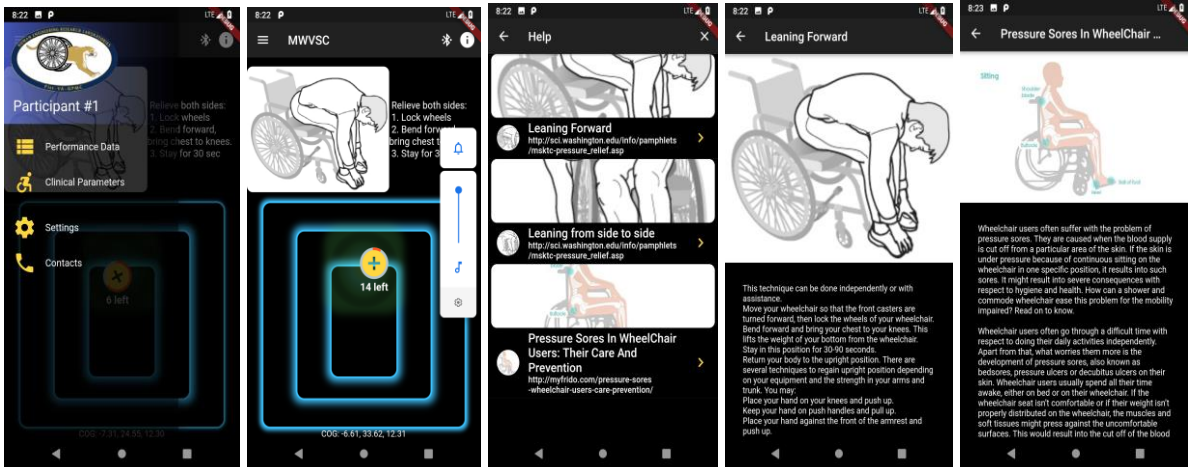 8:22
LTE
Participant #1
Performance Data
Clinical Parameters
Settings
Contacts
Relieve both sides:
1. Lock wheels
2. Bend forward,
bring chest to knees.
3. Stay for 30 sec
6 left
COG: -7.31, 24.55, 12.30
8:22
LTE
MWVSC
Relieve both sides:
1. Lock wheels
2. Bend forw
bring chest to
3. Stay for 3
14 left
COG: -6.61, 33.62, 12.31
8:22
LTE
Help
Leaning Forward
http://sci.washington.edu/info/pamphlets
/msktc-pressure_relief.asp
Leaning from side to side
http://sci.washington.edu/info/pamphlets
/msktc-pressure_relief.asp
Pressure Sores In WheelChair
Users: Their Care And
Prevention
http://myfrido.com/pressure-sores
-wheelchair-users-care-prevention/
8:22
LTE
Leaning Forward
This technique can be done independently or with
assistance.
Move your wheelchair so that the front casters are
turned forward, then lock the wheels of your wheelchair.
Bend forward and bring your chest to your knees. This
lifts the weight of your bottom from the wheelchair.
Stay in this position for 30-90 seconds.
Return your body to the upright position. There are
several techniques to regain upright position depending
on your equipment and the strength in your arms and
trunk. You may:
Place your hand on your knees and push up.
Keep your hand on push handles and pull up.
Place your hand against the front of the armrest and
push up.
8:23
LTE
Pressure Sores In WheelChair ...
Sitting
Shoulder
blade
Buttocks
Ball of foot
Heel
Wheelchair users often suffer with the problem of
pressure sores. They are caused when the blood supply
is cut off from a particular area of the skin. If the skin is
under pressure because of continuous sitting on the
wheelchair in one specific position, it results into such
sores. It might result into severe consequences with
respect to hygiene and health. How can a shower and
commode wheelchair ease this problem for the mobility
impaired? Read on to know.
Wheelchair users often go through a difficult time with
respect to doing their daily activities independently.
Apart from that, what worries them more is the
development of pressure sores, also known as
bedsores, pressure ulcers or decubitus ulcers on their
skin. Wheelchair users usually spend all their time
awake, either on bed or on their wheelchair. If the
wheelchair seat isn't comfortable or if their weight isn't
properly distributed on the wheelchair, the muscles and
soft tissues might press against the uncomfortable
surfaces. This would result into the cut off of the blood